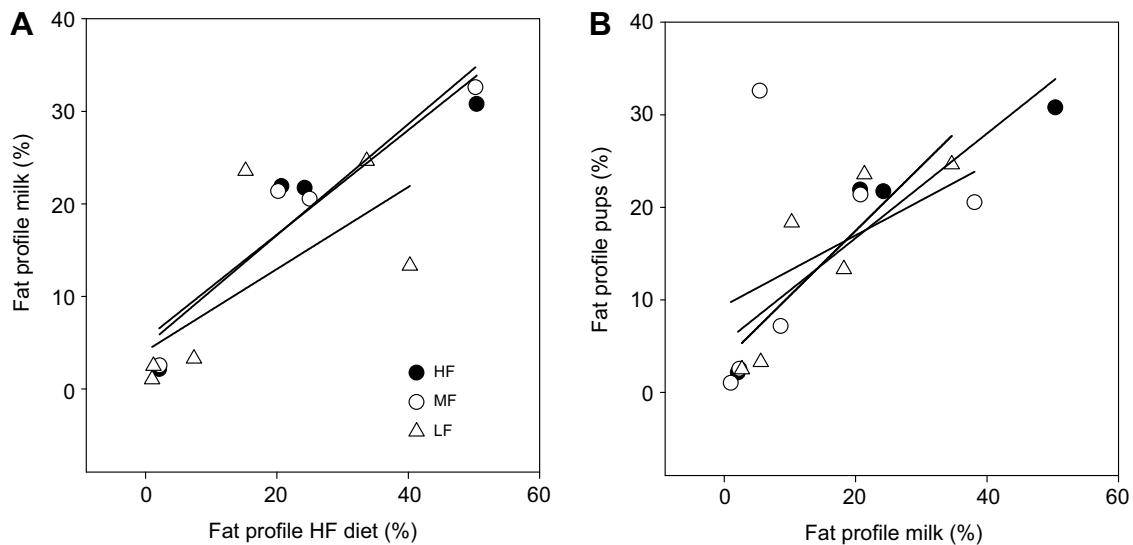 A
40
30
20
10
0
Fat profile milk (%)
0 20 40 60
Fat profile HF diet (%)
HF
MF
LF
B
40
30
20
10
0
Fat profile pups (%)
0 20 40 60
Fat profile milk (%)